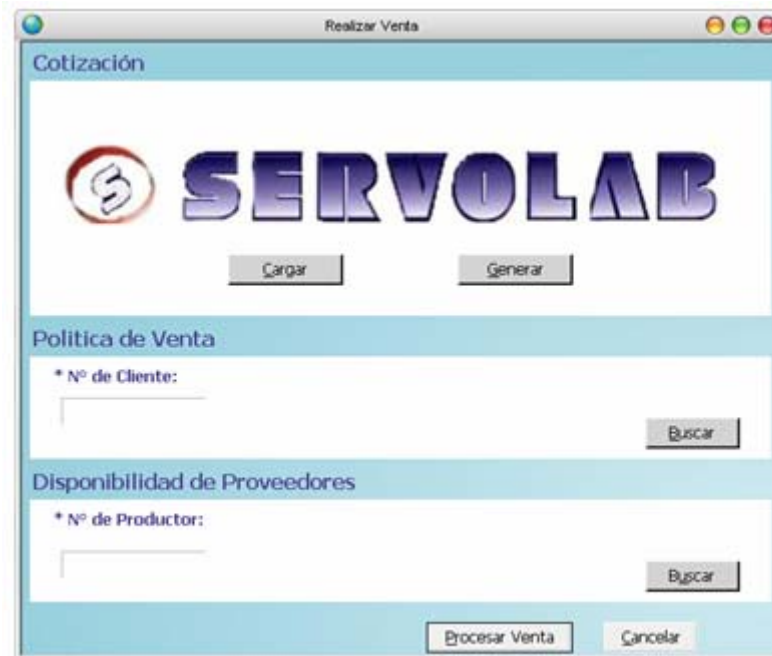 Realizar Venta
Cotización
S SERVOLAB
Cargar Generar
Politica de Venta
* Nº de Cliente:
Buscar
Disponibilidad de Proveedores
* Nº de Productor:
Buscar
Procesar Venta Cancelar